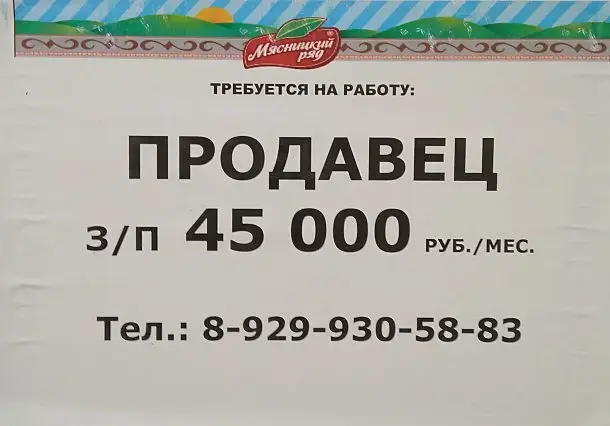 Мясницкий
ряд
ТРЕБУЕТСЯ НА РАБОТУ:
ПРОДАВЕЦ
З/П 45 000 РУБ./МЕС.
Тел.: 8-929-930-58-83